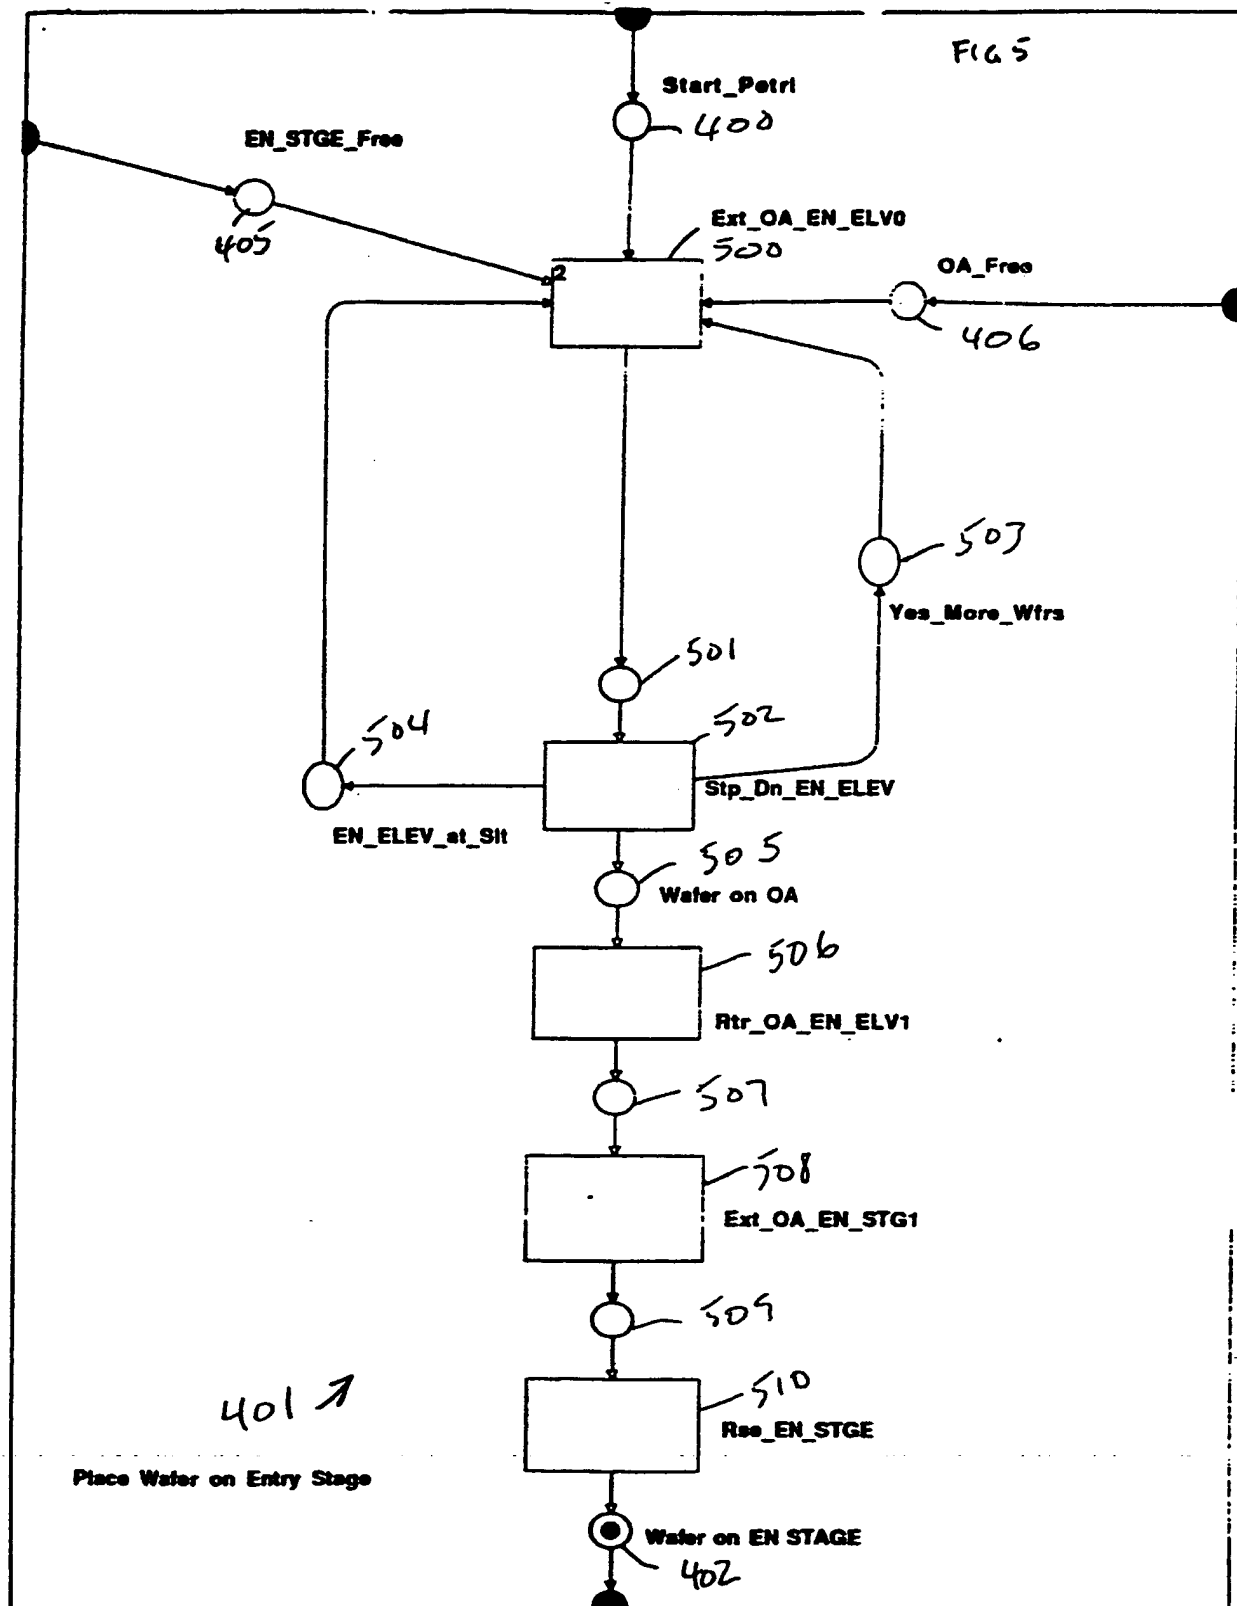 FIG 5
Start_Petri
400
EN_STGE_Free
405
Ext_OA_EN_ELV0
500
2
OA_Free
406
503
Yes_More_Wfrs
501
502
504
Stp_Dn_EN_ELEV
EN_ELEV_at_Slt
505
Wafer on OA
506
Rtr_OA_EN_ELV1
507
508
Ext_OA_EN_STG1
509
510
401
Rse_EN_STGE
Place Wafer on Entry Stage
Wafer on EN STAGE
402